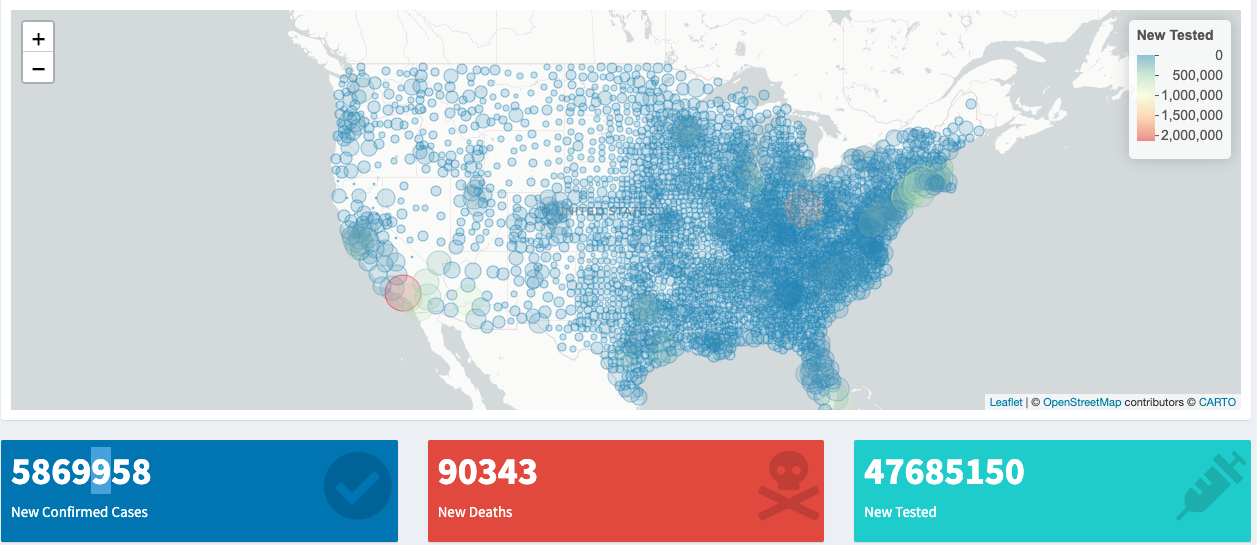 +
−
New Tested
0
500,000
1,000,000
1,500,000
2,000,000
UNITED STATES
Leaflet | © OpenStreetMap contributors © CARTO
5869958
New Confirmed Cases
90343
New Deaths
47685150
New Tested